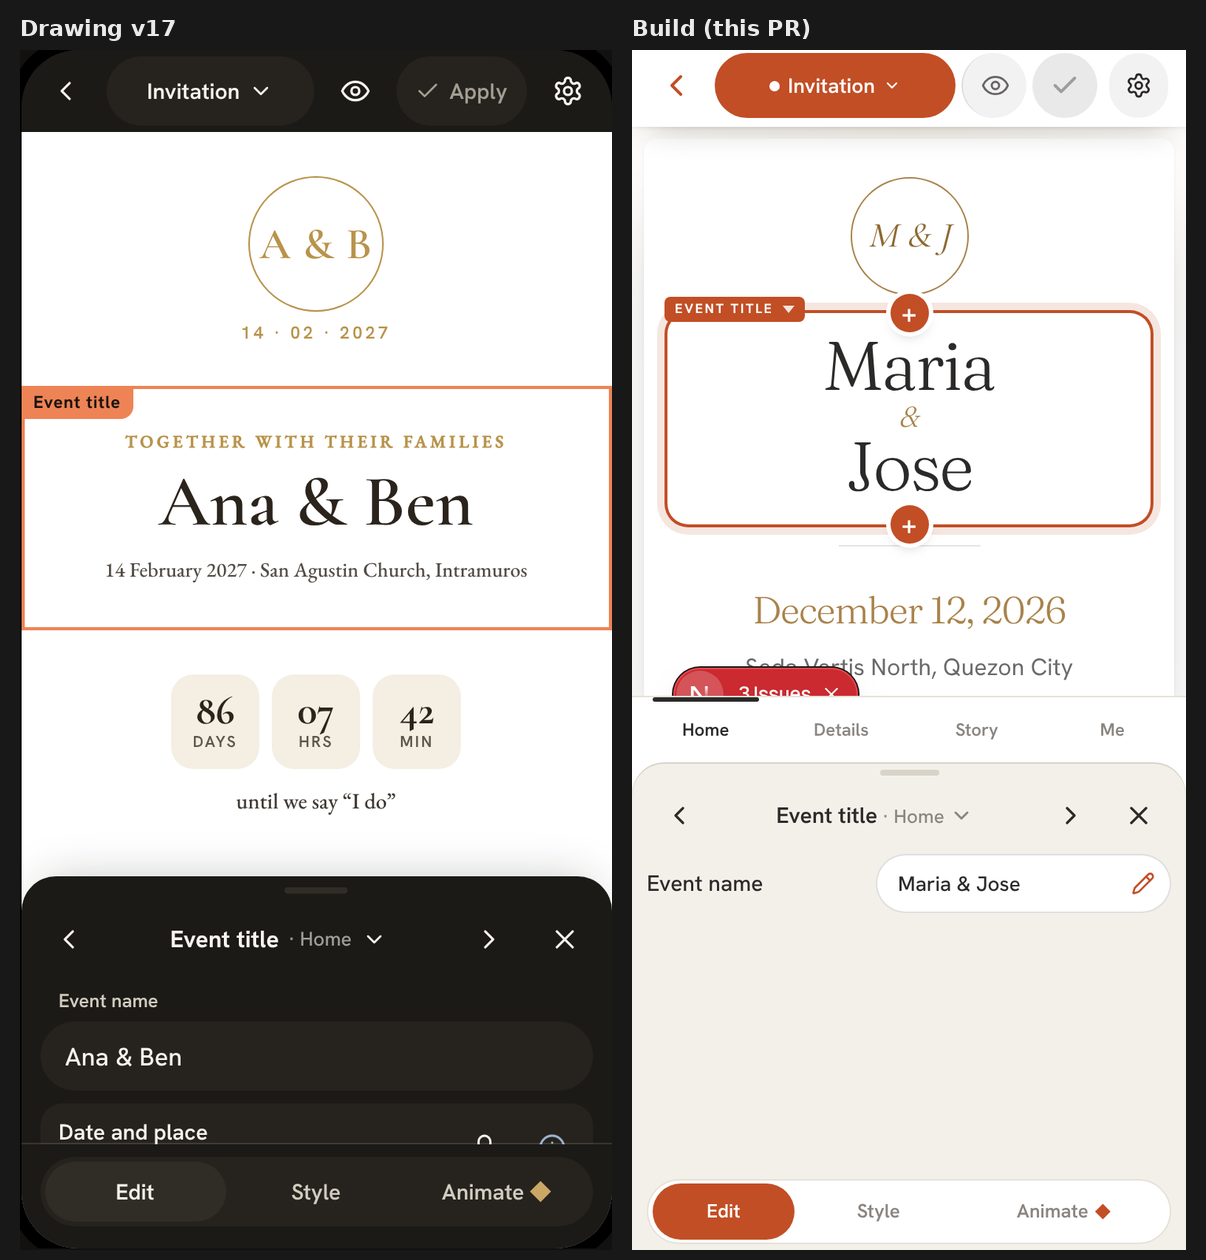 Drawing v17
Invitation
Apply
A & B
14 · 02 · 2027
Event title
TOGETHER WITH THEIR FAMILIES
Ana & Ben
14 February 2027 · San Agustin Church, Intramuros
86
DAYS
07
HRS
42
MIN
until we say “I do”
Event title · Home
Event name
Ana & Ben
Date and place
Edit
Style
Animate
Build (this PR)
Invitation
M & J
EVENT TITLE
+
Maria
&
Jose
+
December 12, 2026
North, Quezon City
3 Issues
Home
Details
Story
Me
Event title · Home
Event name
Maria & Jose
Edit
Style
Animate